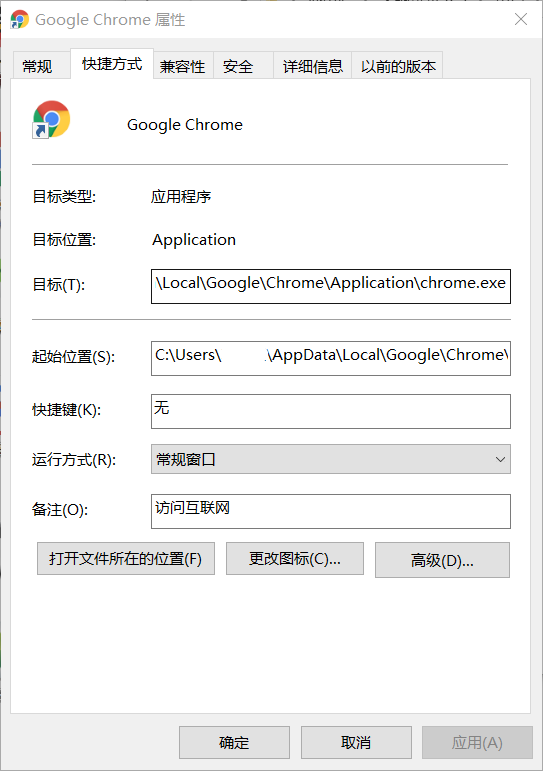 Google Chrome 属性
常规 快捷方式 兼容性 安全 详细信息 以前的版本
Google Chrome
目标类型: 应用程序
目标位置: Application
目标(T): \Local\Google\Chrome\Application\chrome.exe
起始位置(S): C:\Users\ \AppData\Local\Google\Chrome\
快捷键(K): 无
运行方式(R): 常规窗口
备注(O): 访问互联网
打开文件所在的位置(F) 更改图标(C)... 高级(D)...
确定 取消 应用(A)